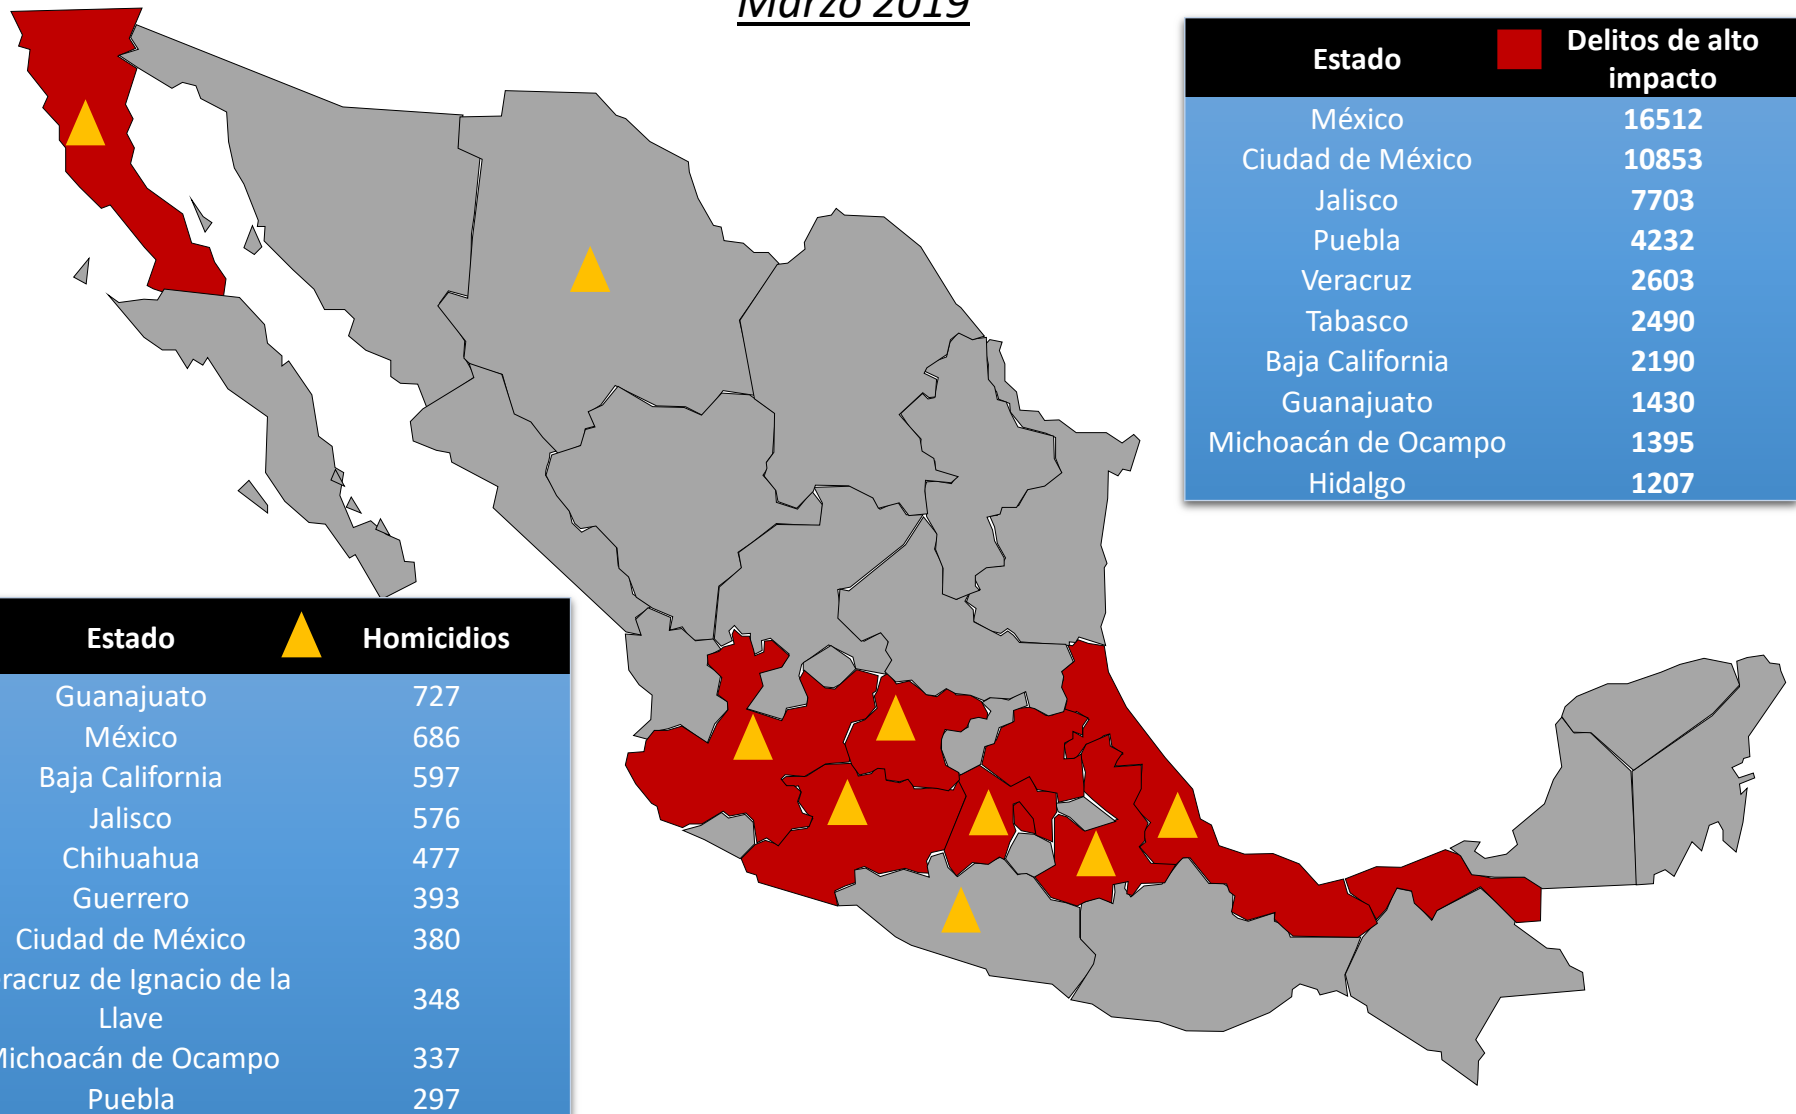 Marzo 2019
Estado Delitos de alto
impacto
México 16512
Ciudad de México 10853
Jalisco 7703
Puebla 4232
Veracruz 2603
Tabasco 2490
Baja California 2190
Guanajuato 1430
Michoacán de Ocampo 1395
Hidalgo 1207
Estado Homicidios
Guanajuato 727
México 686
Baja California 597
Jalisco 576
Chihuahua 477
Guerrero 393
Ciudad de México 380
eracruz de Ignacio de la
Llave 348
Michoacán de Ocampo 337
Puebla 297